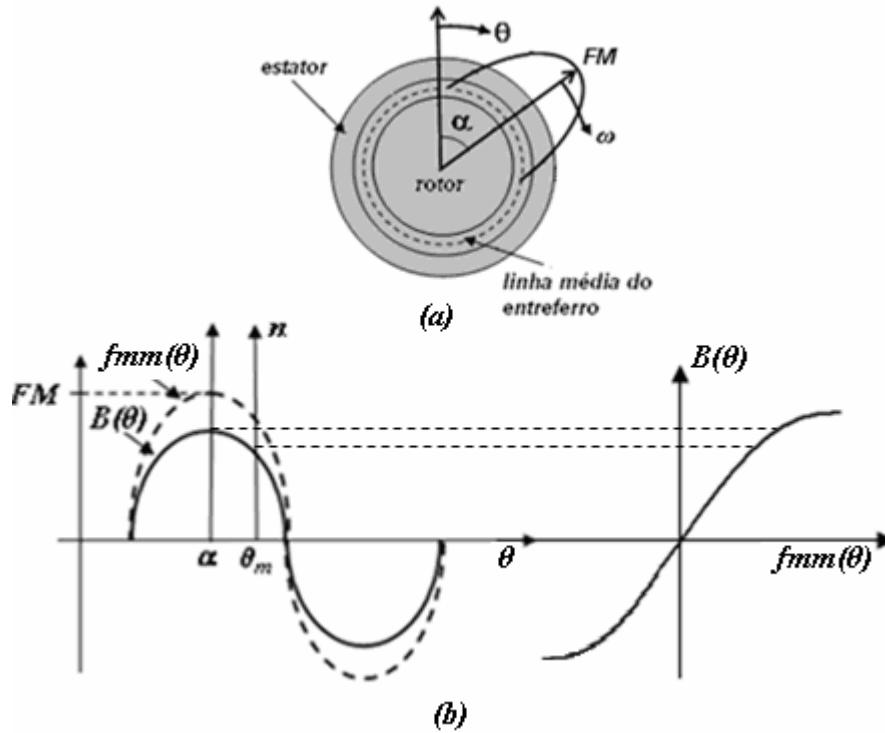 θ
FM
estator
α
ω
rotor
linha média do
entreferro
(a)
n
fmm(θ)
B(θ)
FM
B(θ)
α
θm
θ
fmm(θ)
(b)